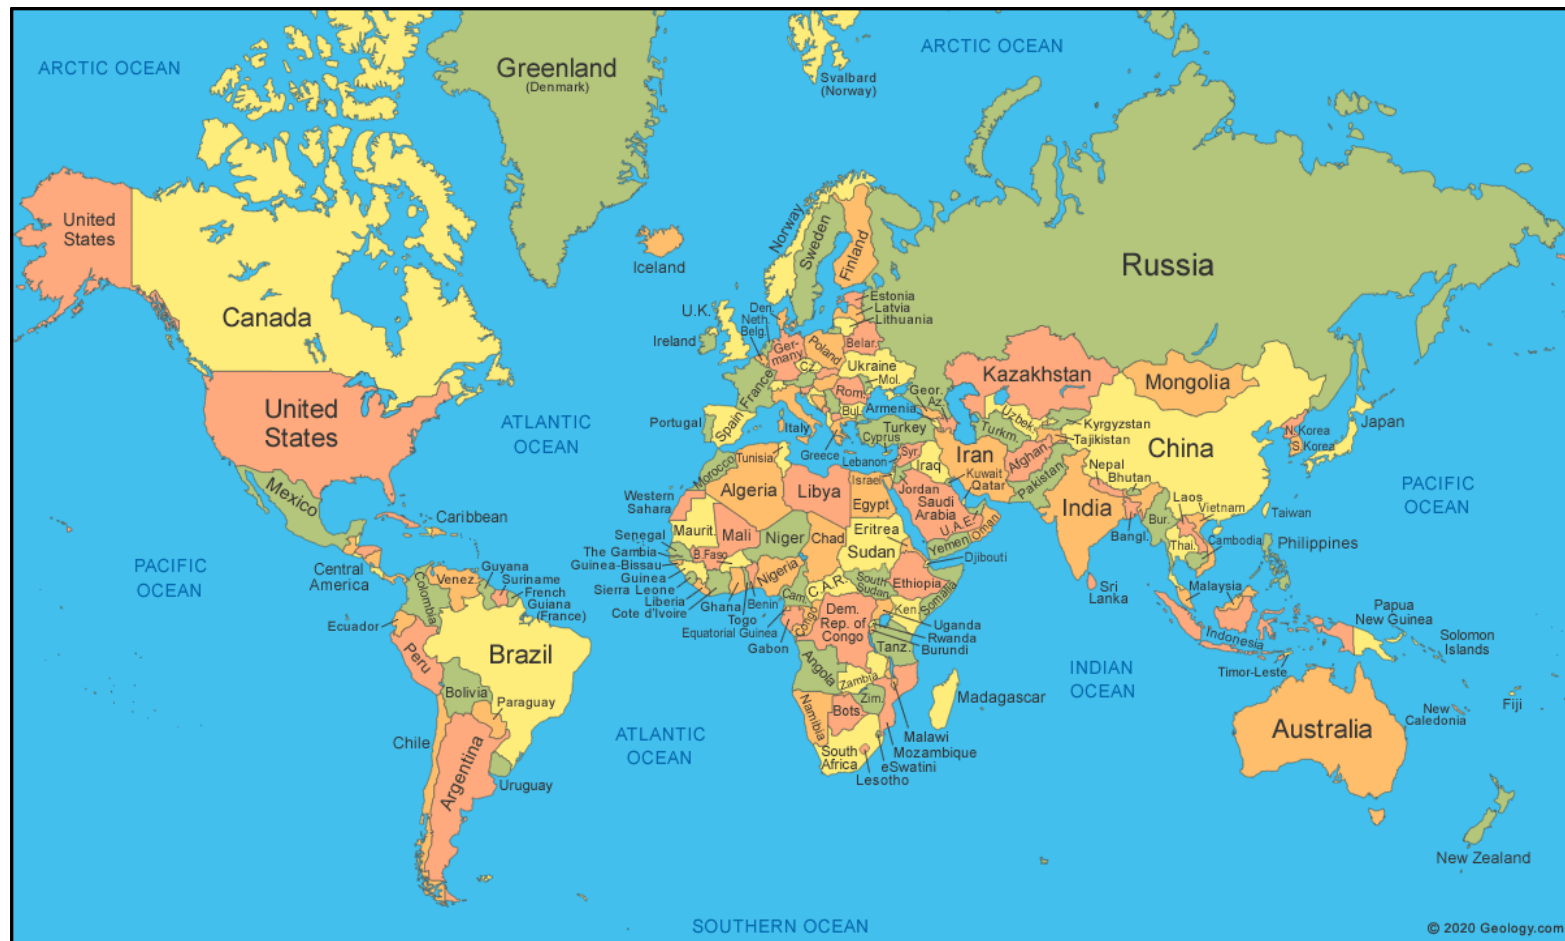 ARCTIC OCEAN
Greenland
(Denmark)
Svalbard
(Norway)
ARCTIC OCEAN
United
States
Canada
Iceland
Norway
Sweden
Finland
Russia
U.K.
Ireland
Den.
Neth.
Belg.
Estonia
Latvia
Lithuania
Ger-
many
Poland
Belar.
Cz.
Ukraine
Mol.
Rom.
Bul.
France
Spain
Portugal
Italy
Greece
Geor.
Az.
Armenia
Turkey
Cyprus
Lebanon
Syr.
Israel
Iraq
Jordan
Kuwait
Qatar
Saudi
Arabia
U.A.E.
Oman
Yemen
Iran
Kazakhstan
Uzbek.
Turkm.
Kyrgyzstan
Tajikistan
Afghan.
Pakistan
Mongolia
China
N. Korea
S. Korea
Japan
India
Nepal
Bhutan
Bangl.
Bur.
Laos
Vietnam
Thai.
Cambodia
Taiwan
Philippines
Malaysia
Sri
Lanka
Indonesia
Timor-Leste
Papua
New Guinea
Solomon
Islands
Fiji
New
Caledonia
Australia
New Zealand
United
States
Mexico
Caribbean
Central
America
ATLANTIC
OCEAN
PACIFIC
OCEAN
PACIFIC
OCEAN
Venez.
Guyana
Suriname
French
Guiana
(France)
Colombia
Ecuador
Peru
Brazil
Bolivia
Paraguay
Chile
Argentina
Uruguay
ATLANTIC
OCEAN
Morocco
Tunisia
Algeria
Libya
Egypt
Western
Sahara
Maurit.
Mali
Niger
Chad
Sudan
Eritrea
Djibouti
Senegal
The Gambia
Guinea-Bissau
Guinea
Sierra Leone
Liberia
Cote d'Ivoire
B.Faso
Ghana
Togo
Benin
Nigeria
Cam.
C.A.R.
South
Sudan
Ethiopia
Somalia
Equatorial Guinea
Gabon
Congo
Dem.
Rep. of
Congo
Ken.
Uganda
Rwanda
Burundi
Tanz.
Angola
Zambia
Malawi
Mozambique
Zim.
Namibia
Bots.
South
Africa
eSwatini
Lesotho
Madagascar
INDIAN
OCEAN
SOUTHERN OCEAN
© 2020 Geology.com